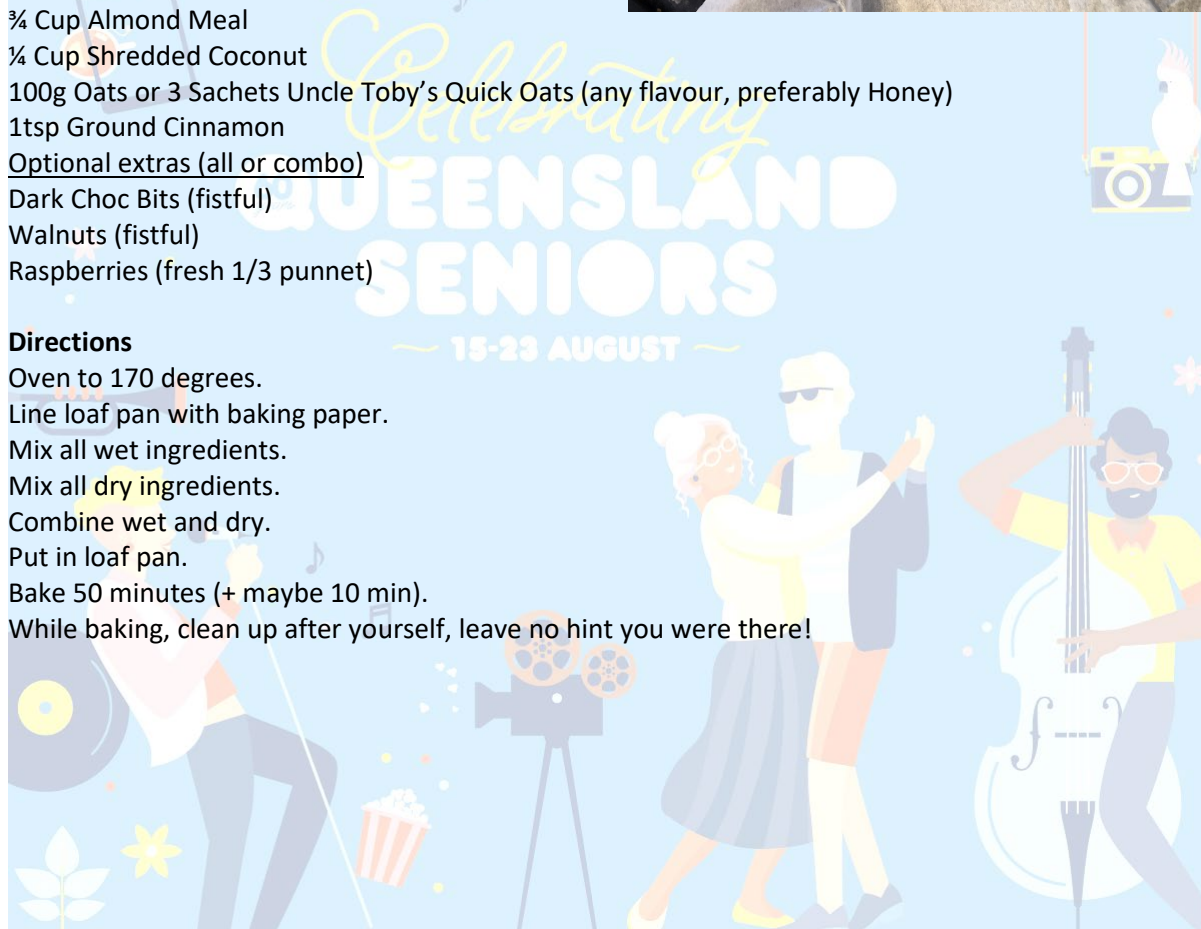 ¾ Cup Almond Meal
¼ Cup Shredded Coconut
100g Oats or 3 Sachets Uncle Toby’s Quick Oats (any flavour, preferably Honey)
1tsp Ground Cinnamon
Optional extras (all or combo)
Dark Choc Bits (fistful)
Walnuts (fistful)
Raspberries (fresh 1/3 punnet)
Celebrating
QUEENSLAND
SENIORS
15-23 AUGUST
Directions
Oven to 170 degrees.
Line loaf pan with baking paper.
Mix all wet ingredients.
Mix all dry ingredients.
Combine wet and dry.
Put in loaf pan.
Bake 50 minutes (+ maybe 10 min).
While baking, clean up after yourself, leave no hint you were there!